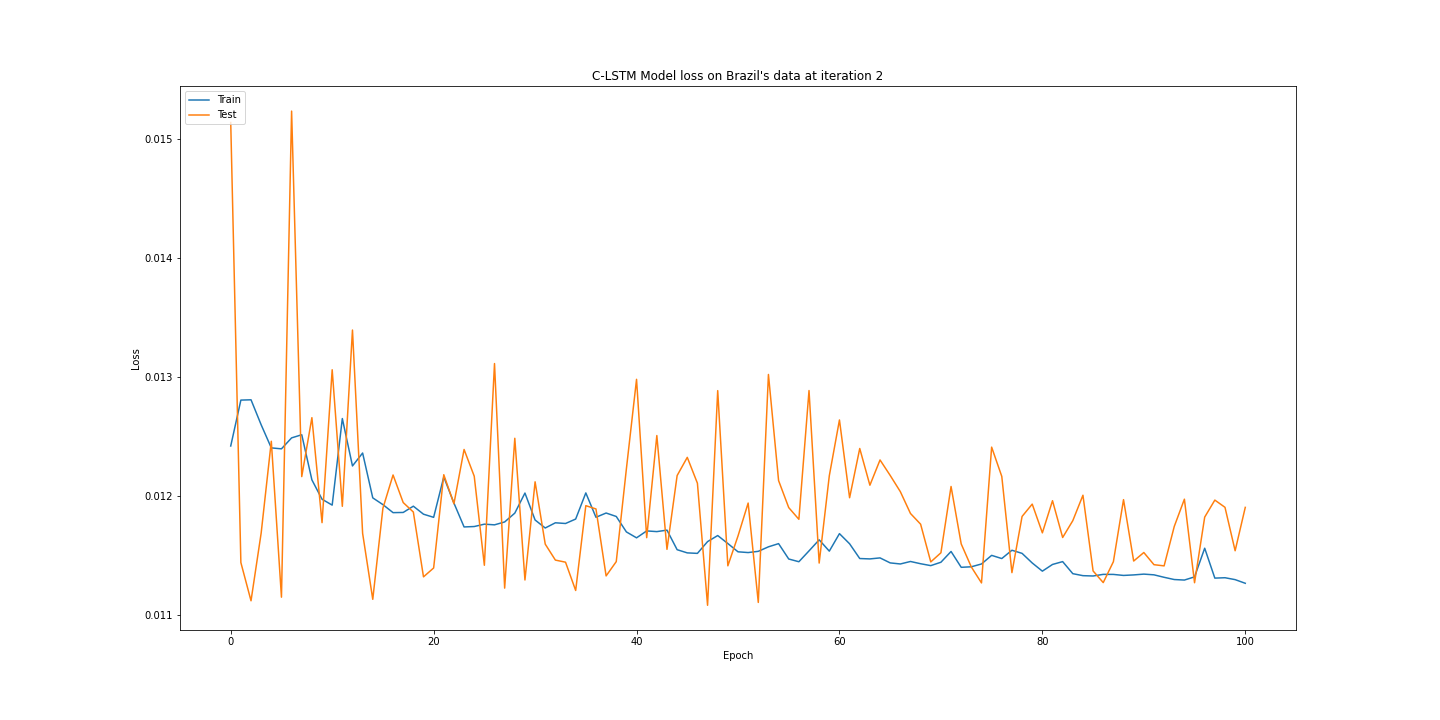 C-LSTM Model loss on Brazil's data at iteration 2
Train
Test
0.015
0.014
0.013
0.012
0.011
Loss
0 20 40 60 80 100
Epoch